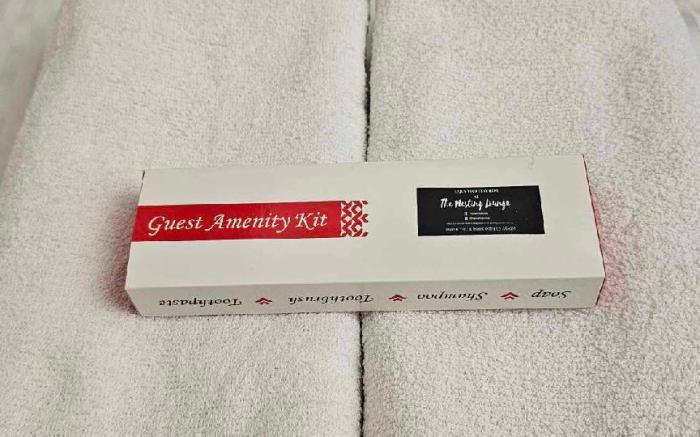 Guest Amenity Kit
The Nesting Lounge
Soap Shampoo Toothbrush Toothpaste